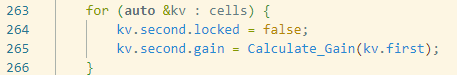 263 for (auto &kv : cells) {
264 kv.second.locked = false;
265 kv.second.gain = Calculate_Gain(kv.first);
266 }